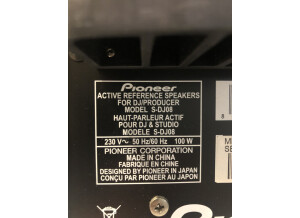 Pioneer
ACTIVE REFERENCE SPEAKERS
FOR DJ/PRODUCER
MODEL S-DJ08
HAUT-PARLEUR ACTIF
POUR DJ & STUDIO
MODELE S-DJ08
230 V~ 50 Hz/60 Hz 100 W
PIONEER CORPORATION
MADE IN CHINA
FABRIQUE EN CHINE
DESIGNED BY PIONEER IN JAPAN
CONÇU PAR PIONEER AU JAPON